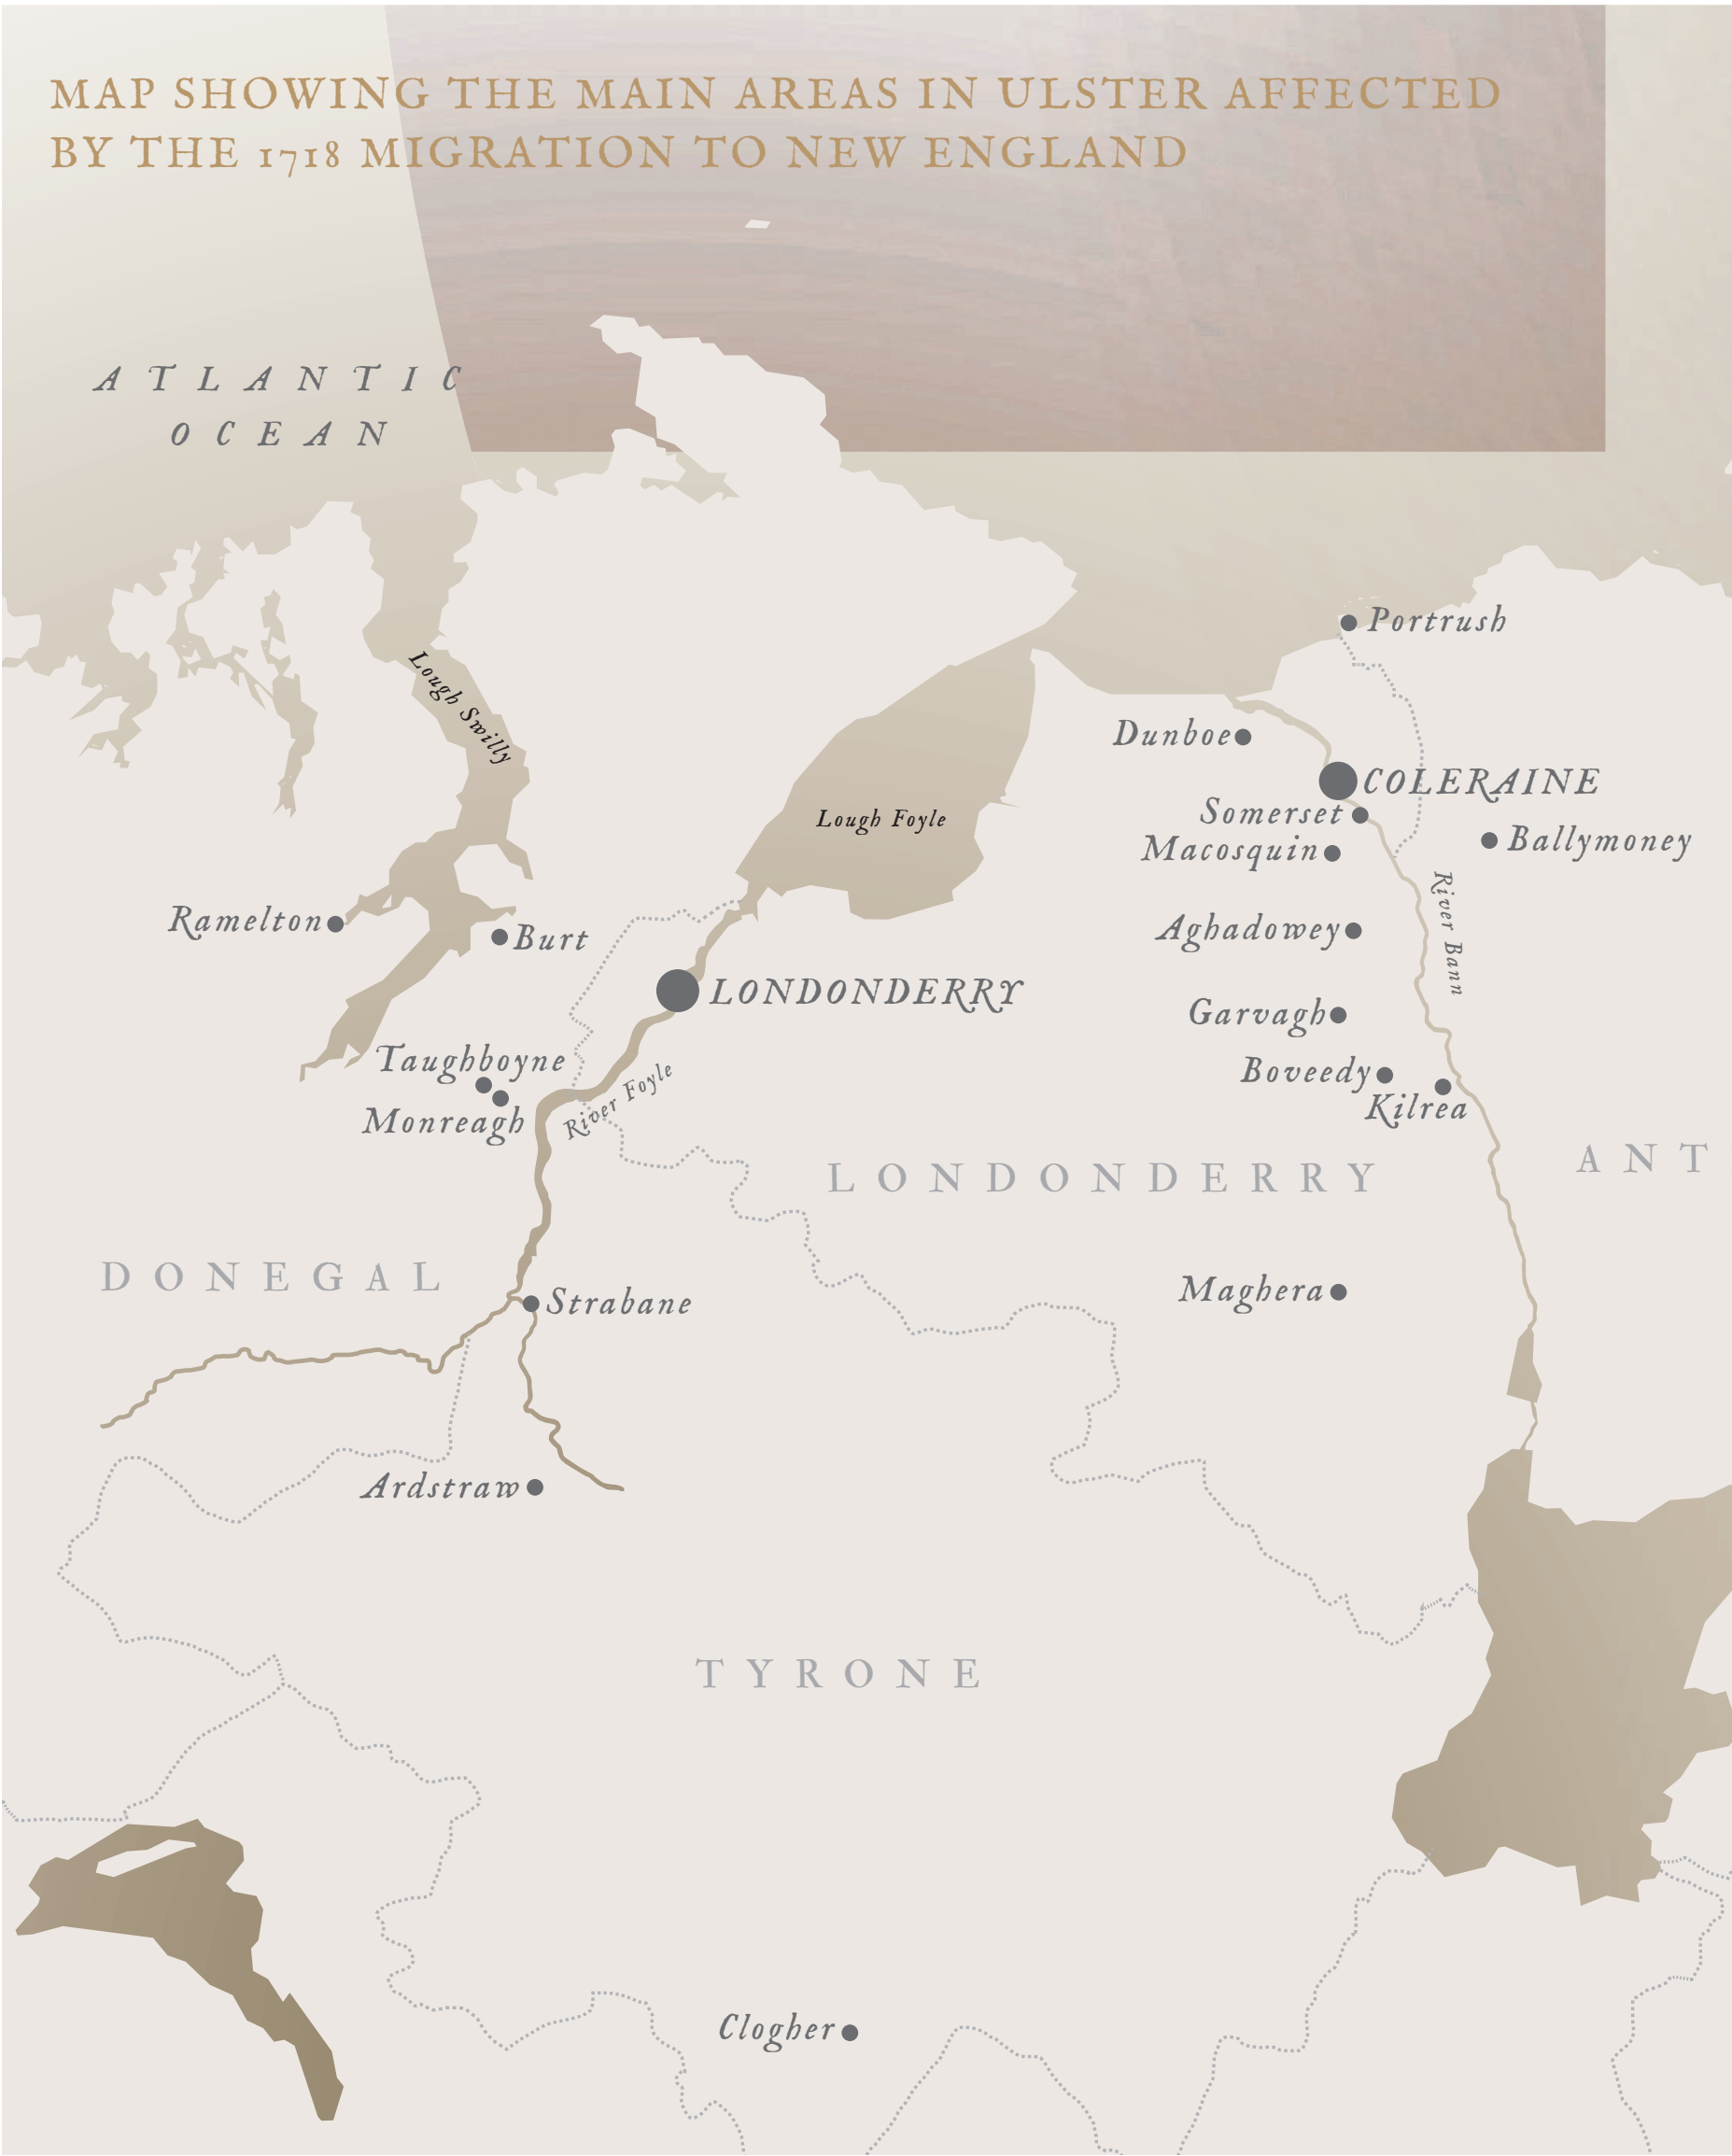 MAP SHOWING THE MAIN AREAS IN ULSTER AFFECTED
BY THE 1718 MIGRATION TO NEW ENGLAND
ATLANTIC
OCEAN
Portrush
Lough Swilly
Dunboe
COLERAINE
Somerset
Lough Foyle
Macosquin
Ballymoney
River Bann
Ramelton
Burt
Aghadowey
LONDONDERRY
Garvagh
Taughboyne
Boveedy
Monreagh
River Foyle
Kilrea
LONDONDERRY
ANT
DONEGAL
Strabane
Maghera
Ardstraw
TYRONE
Clogher